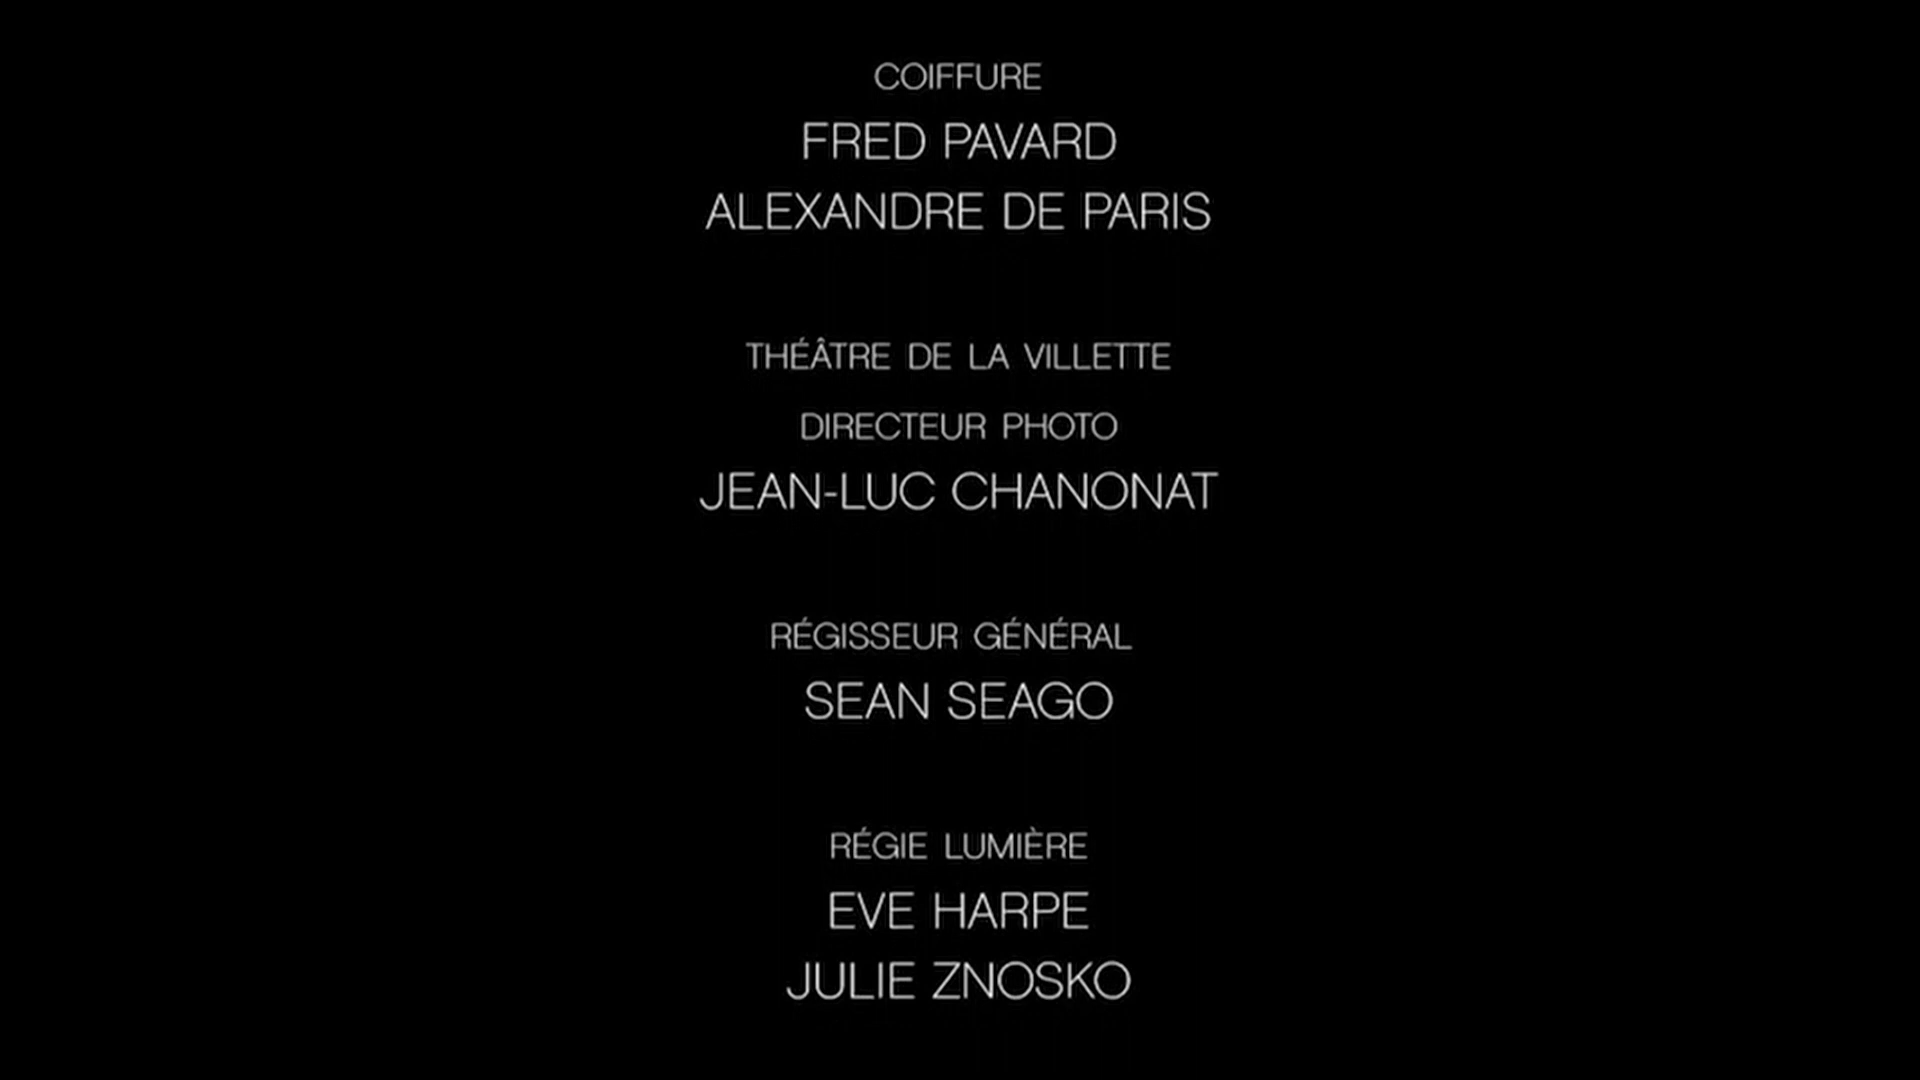 COIFFURE
FRED PAVARD
ALEXANDRE DE PARIS
THÉÂTRE DE LA VILLETTE
DIRECTEUR PHOTO
JEAN-LUC CHANONAT
RÉGISSEUR GÉNÉRAL
SEAN SEAGO
RÉGIE LUMIÈRE
EVE HARPE
JULIE ZNOSKO